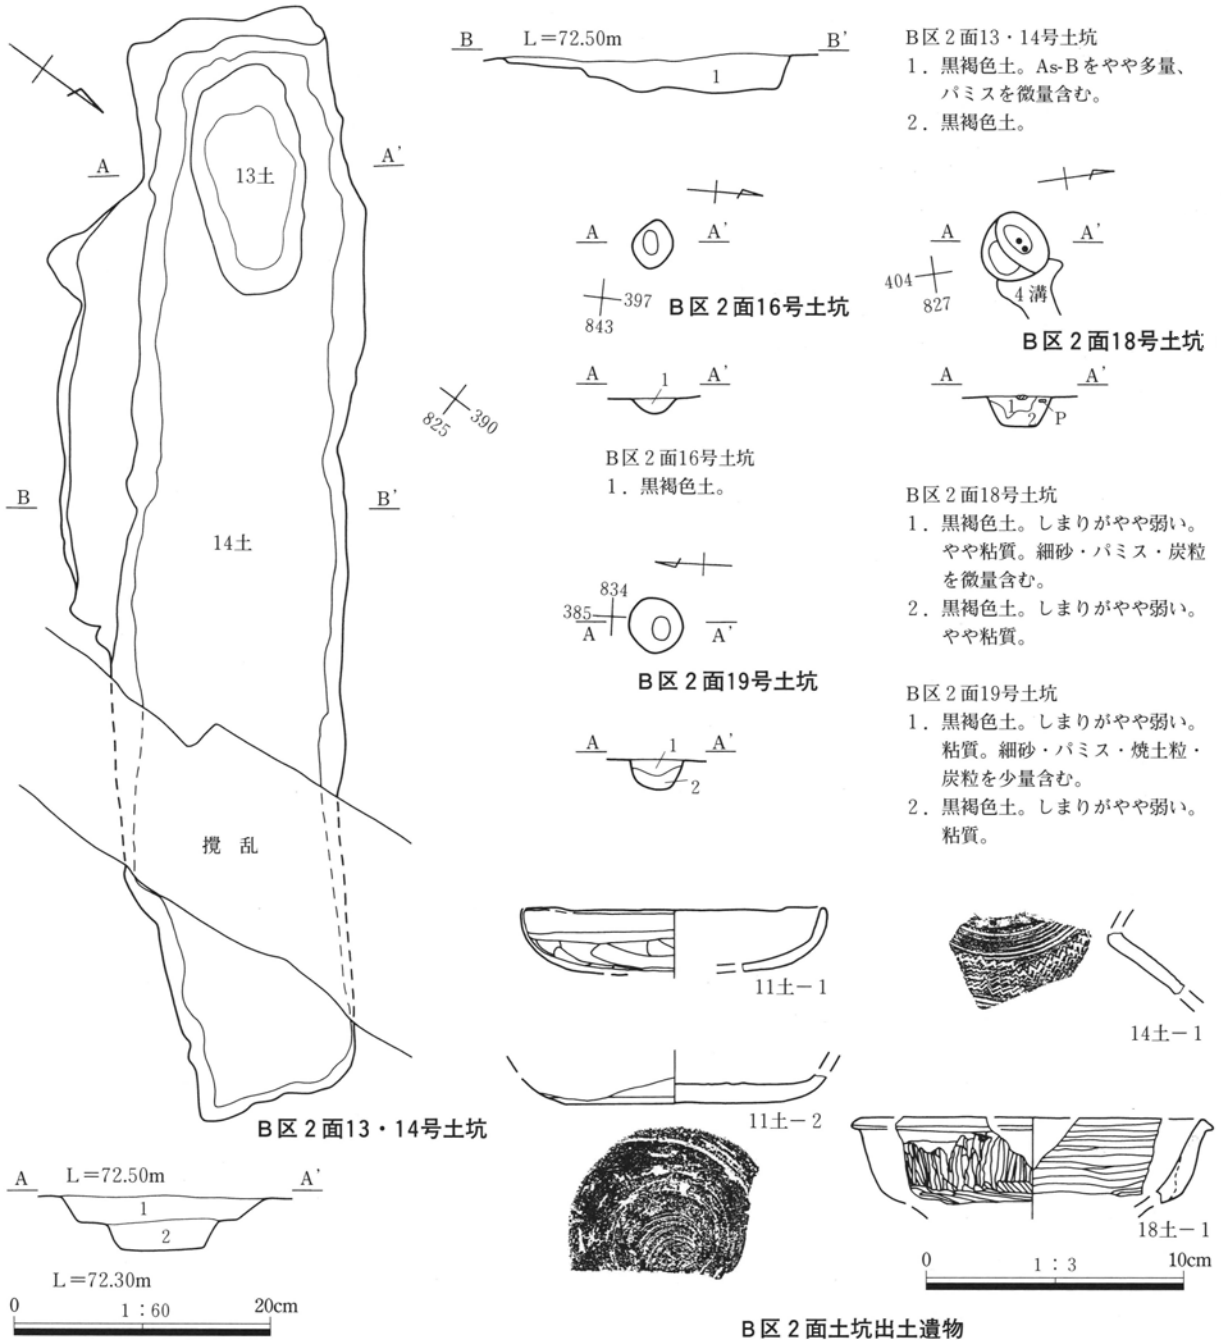 A
A'
13土
B
B'
14土
825
390
攪乱
B区2面13・14号土坑
A
L＝72.50m
A'
1
2
L＝72.30m
0
1：60
20cm
B
L＝72.50m
B'
1
B区2面13・14号土坑
1．黒褐色土。As-Bをやや多量、
パミスを微量含む。
2．黒褐色土。
A
A'
397
843
B区2面16号土坑
A
1
A'
B区2面16号土坑
1．黒褐色土。
A
A'
404
827
4溝
B区2面18号土坑
A
A'
1
2
P
B区2面18号土坑
1．黒褐色土。しまりがやや弱い。
やや粘質。細砂・パミス・炭粒
を微量含む。
2．黒褐色土。しまりがやや弱い。
やや粘質。
834
385
A
A'
B区2面19号土坑
A
1
A'
2
B区2面19号土坑
1．黒褐色土。しまりがやや弱い。
粘質。細砂・パミス・焼土粒・
炭粒を少量含む。
2．黒褐色土。しまりがやや弱い。
粘質。
11土－1
14土－1
11土－2
18土－1
0
1：3
10cm
B区2面土坑出土遺物